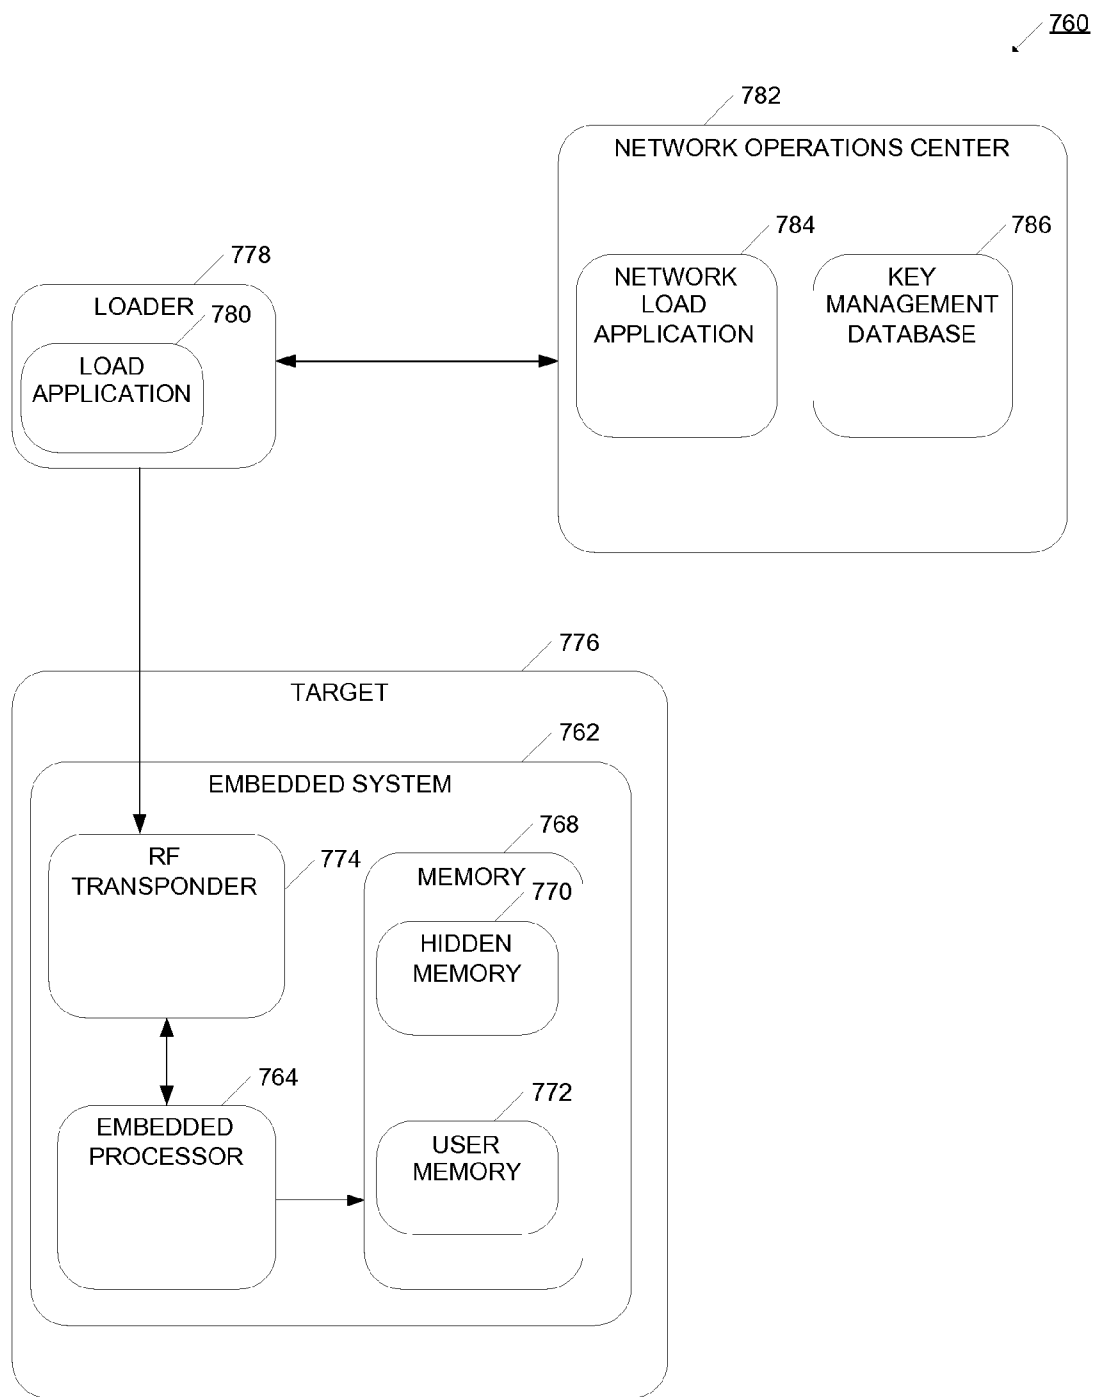 760
782
NETWORK OPERATIONS CENTER
784
786
NETWORK
LOAD
APPLICATION
KEY
MANAGEMENT
DATABASE
778
LOADER
780
LOAD
APPLICATION
776
TARGET
762
EMBEDDED SYSTEM
RF
TRANSPONDER
774
768
MEMORY
770
HIDDEN
MEMORY
764
EMBEDDED
PROCESSOR
772
USER
MEMORY